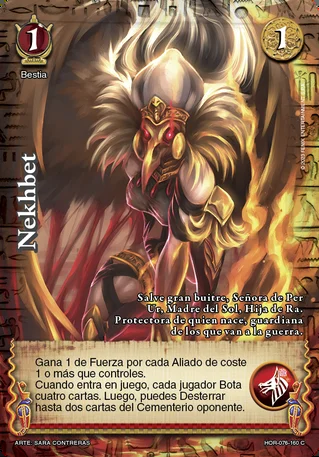 1
1
Bestia
©2023 FENIX ENTERTAINMENT
Nekhbet
Salve gran buitre, Señora de Per
Ur, Madre del Sol, Hija de Ra.
Protectora de quien nace, guardiana
de los que van a la guerra.
Gana 1 de Fuerza por cada Aliado de coste
1 o más que controles.
Cuando entra en juego, cada jugador Bota
cuatro cartas. Luego, puedes Desterrar
hasta dos cartas del Cementerio oponente.
ARTE: SARA CONTRERAS
HOR-076-160 C